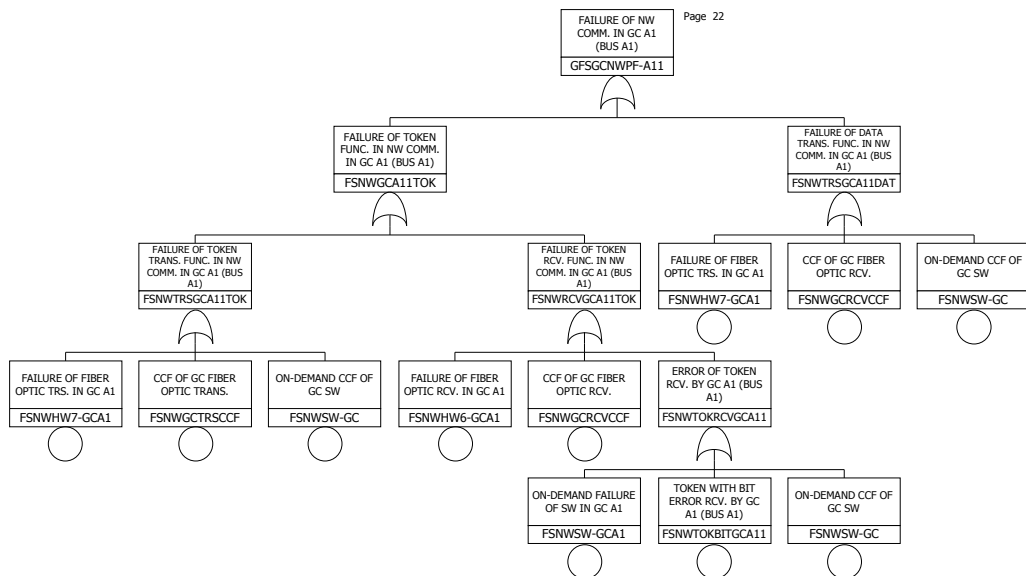 Page 22
FAILURE OF NW
COMM. IN GC A1
(BUS A1)
GFSGCNWPF-A11
FAILURE OF TOKEN
FUNC. IN NW COMM.
IN GC A1 (BUS A1)
FSNWGCA11TOK
FAILURE OF DATA
TRANS. FUNC. IN NW
COMM. IN GC A1 (BUS
A1)
FSNWTRSGCA11DAT
FAILURE OF TOKEN
TRANS. FUNC. IN NW
COMM. IN GC A1 (BUS
A1)
FSNWTRSGCA11TOK
FAILURE OF TOKEN
RCV. FUNC. IN NW
COMM. IN GC A1 (BUS
A1)
FSNWRCVGCA11TOK
FAILURE OF FIBER
OPTIC TRS. IN GC A1
FSNWHW7-GCA1
CCF OF GC FIBER
OPTIC RCV.
FSNWGCRCVCCF
ON-DEMAND CCF OF
GC SW
FSNWSW-GC
FAILURE OF FIBER
OPTIC TRS. IN GC A1
FSNWHW7-GCA1
CCF OF GC FIBER
OPTIC TRANS.
FSNWGCTRSCCF
ON-DEMAND CCF OF
GC SW
FSNWSW-GC
FAILURE OF FIBER
OPTIC RCV. IN GC A1
FSNWHW6-GCA1
CCF OF GC FIBER
OPTIC RCV.
FSNWGCRCVCCF
ERROR OF TOKEN
RCV. BY GC A1 (BUS
A1)
FSNWTOKRCVGCA11
ON-DEMAND FAILURE
OF SW IN GC A1
FSNWSW-GCA1
TOKEN WITH BIT
ERROR RCV. BY GC
A1 (BUS A1)
FSNWTOKBITGCA11
ON-DEMAND CCF OF
GC SW
FSNWSW-GC